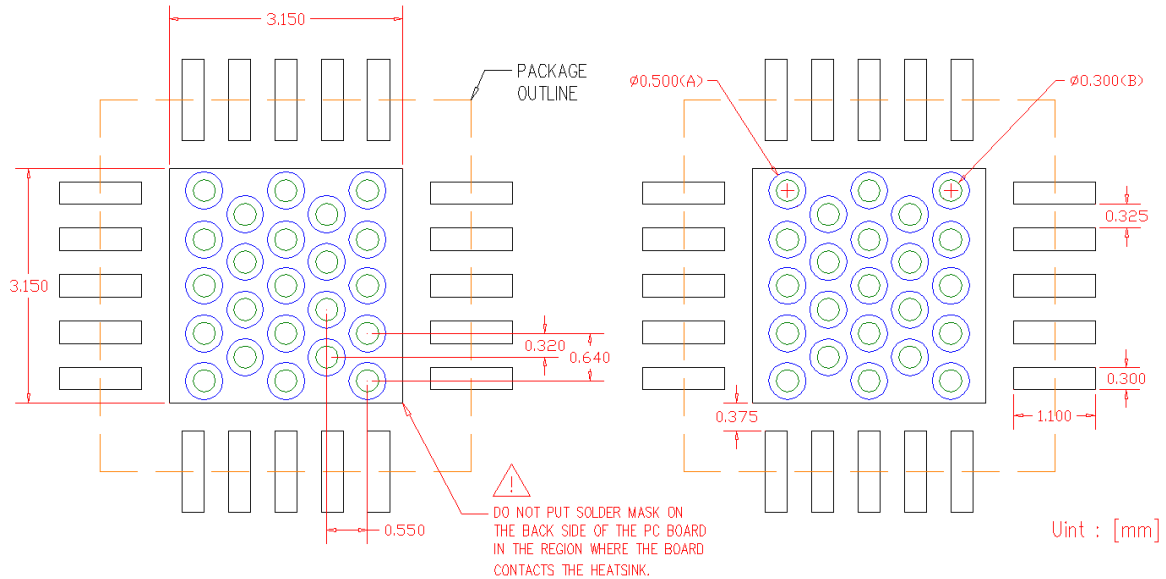 3.150
PACKAGE
OUTLINE
3.150
0.320
0.640
0.550
DO NOT PUT SOLDER MASK ON
THE BACK SIDE OF THE PC BOARD
IN THE REGION WHERE THE BOARD
CONTACTS THE HEATSINK.
!
Ø0.500(A)
Ø0.300(B)
0.325
0.300
1.100
0.375
Uint : [mm]